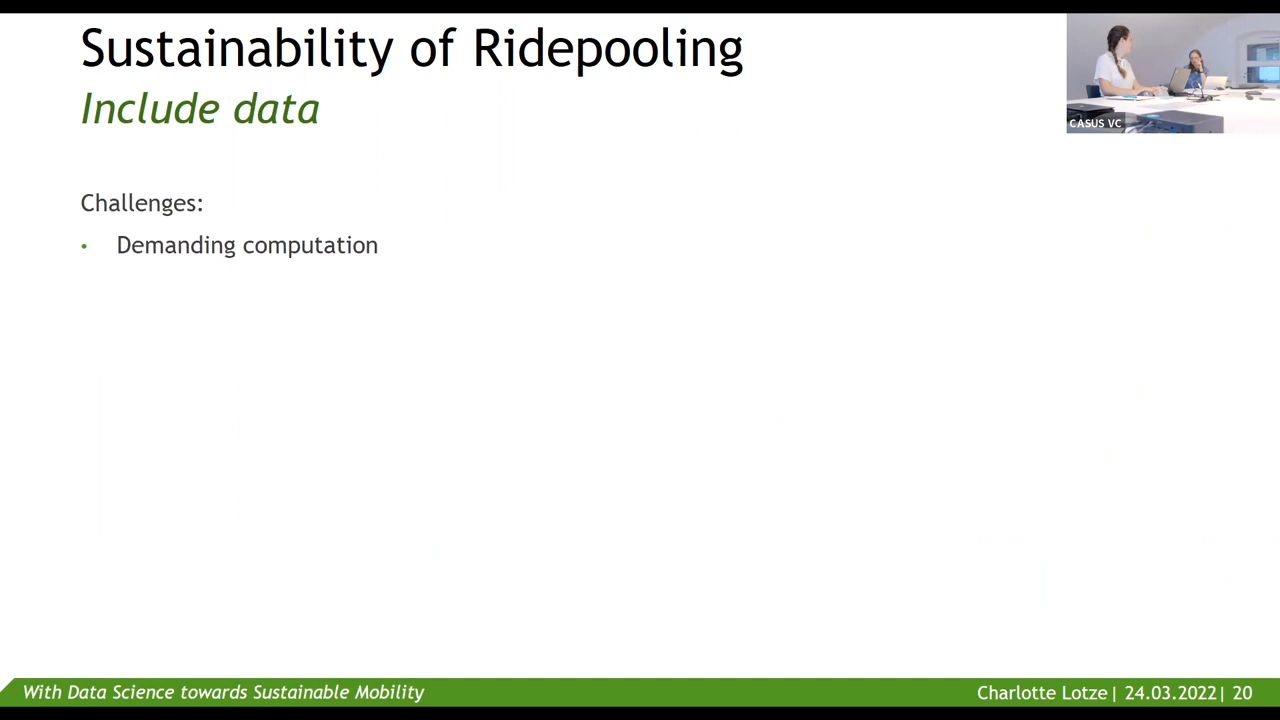 Sustainability of Ridepooling
Include data
CASUS VC
Challenges:
• Demanding computation
With Data Science towards Sustainable Mobility
Charlotte Lotze| 24.03.2022| 20